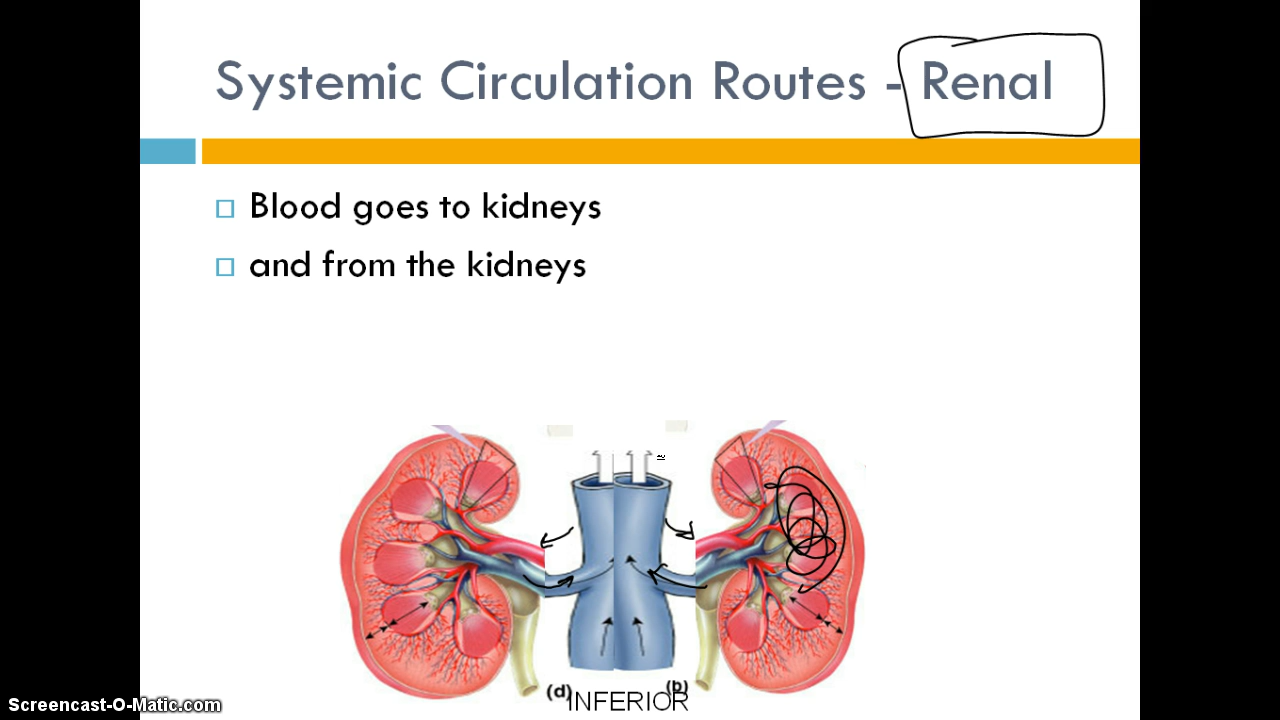 Systemic Circulation Routes - Renal
Blood goes to kidneys
and from the kidneys
(d)
(b)
INFERIOR
Screencast-O-Matic.com